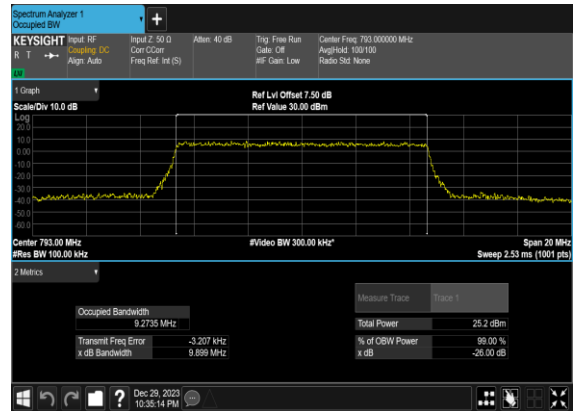 Spectrum Analyzer 1
Occupied BW
+
KEYSIGHT Input: RF Input Z: 50 Ω Atten: 40 dB Trig: Free Run Center Freq: 793.000000 MHz
R T Coupling: DC Corr CCorr Gate: Off Avg|Hold: 100/100
Align: Auto Freq Ref: Int (S) #IF Gain: Low Radio Std: None
LW
1 Graph
Ref Lvl Offset 7.50 dB
Scale/Div 10.0 dB Ref Value 30.00 dBm
Log
20.0
10.0
0.00
-10.0
-20.0
-30.0
-40.0
-50.0
-60.0
Center 793.00 MHz #Video BW 300.00 kHz* Span 20 MHz
#Res BW 100.00 kHz Sweep 2.53 ms (1001 pts)
2 Metrics
Measure Trace Trace 1
Occupied Bandwidth
9.2735 MHz Total Power 25.2 dBm
Transmit Freq Error -3.207 kHz % of OBW Power 99.00 %
x dB Bandwidth 9.899 MHz x dB -26.00 dB
? Dec 29, 2023
10:35:14 PM